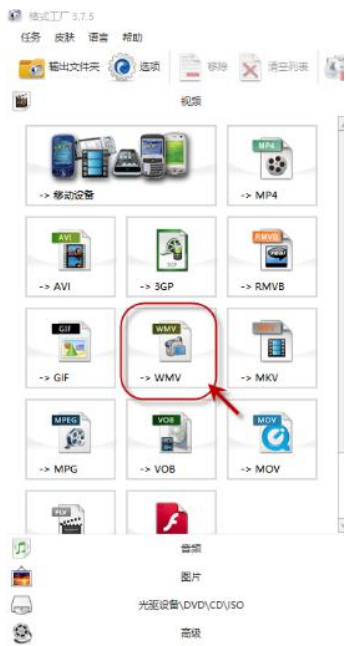 格式工厂 3.7.5
任务 皮肤 语言 帮助
输出文件夹 选项 移除 清空列表
视频
-> 移动设备
MP4
-> MP4
AVI
-> AVI
3GP
-> 3GP
RMVB
-> RMVB
GIF
-> GIF
WMV
-> WMV
MKV
-> MKV
MPEG
-> MPG
VOB
-> VOB
MOV
-> MOV
FLV
音频
图片
光驱设备\DVD\CD\ISO
高级